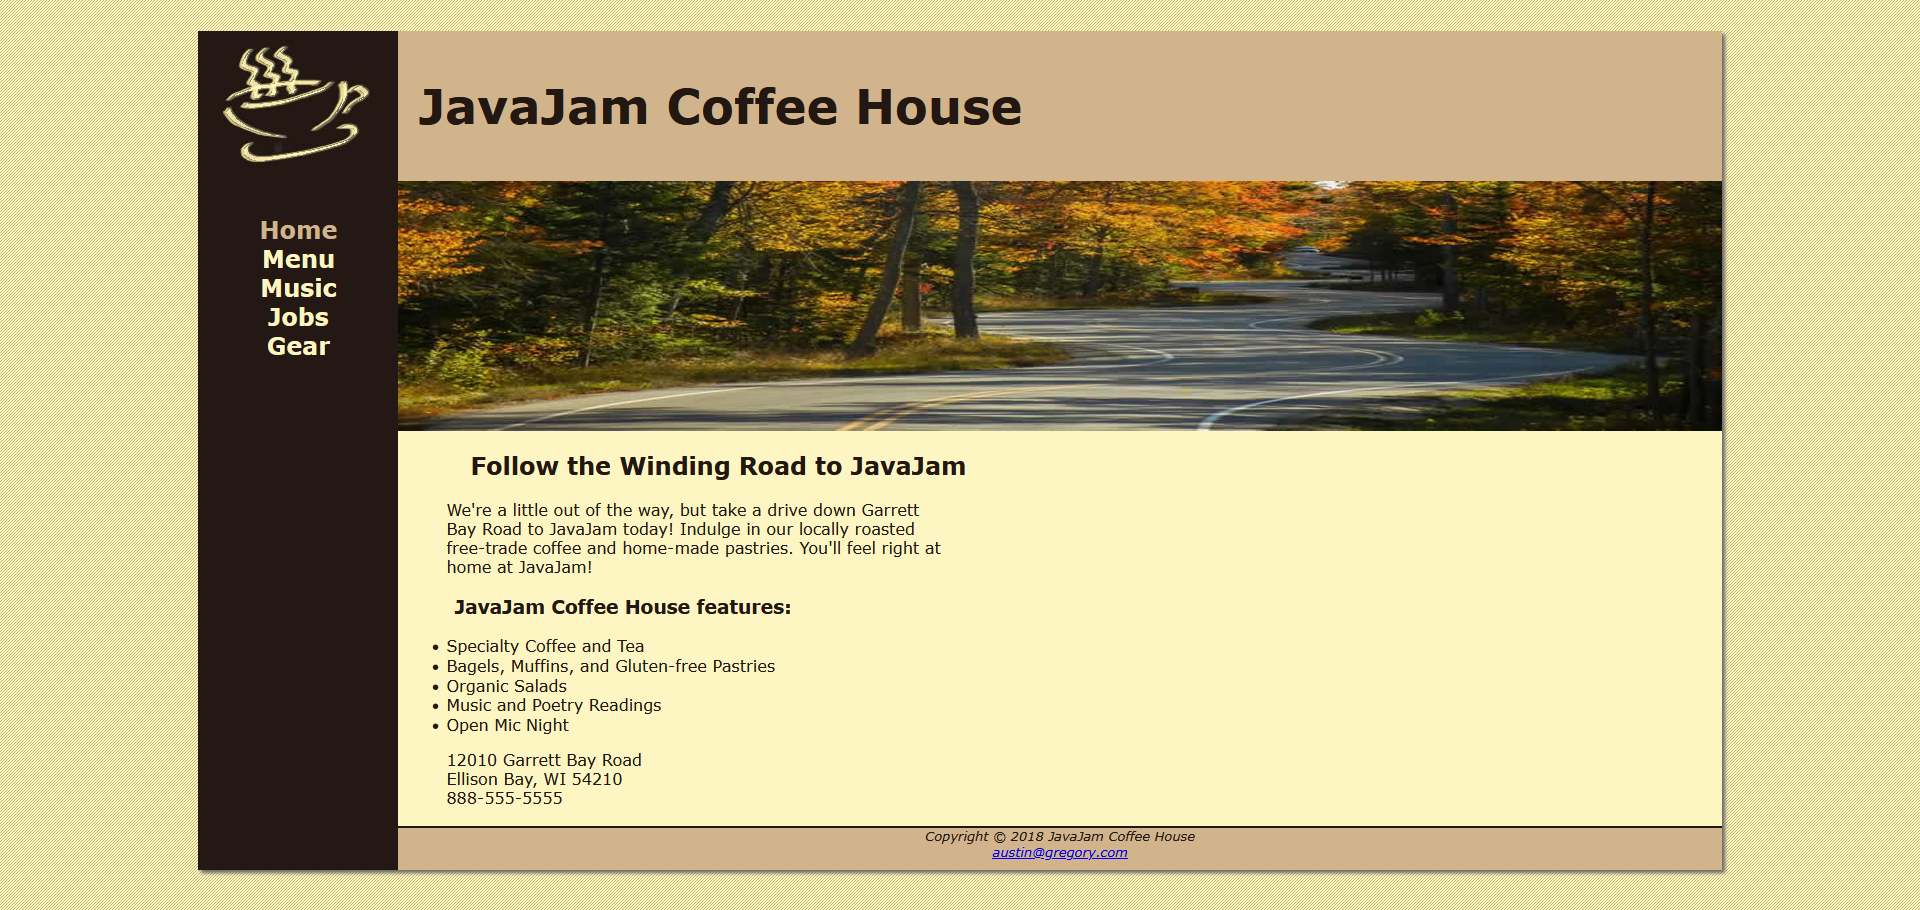 JavaJam Coffee House
Home
Menu
Music
Jobs
Gear
Follow the Winding Road to JavaJam
We're a little out of the way, but take a drive down Garrett
Bay Road to JavaJam today! Indulge in our locally roasted
free-trade coffee and home-made pastries. You'll feel right at
home at JavaJam!
JavaJam Coffee House features:
• Specialty Coffee and Tea
• Bagels, Muffins, and Gluten-free Pastries
• Organic Salads
• Music and Poetry Readings
• Open Mic Night
12010 Garrett Bay Road
Ellison Bay, WI 54210
888-555-5555
Copyright © 2018 JavaJam Coffee House
austin@gregory.com